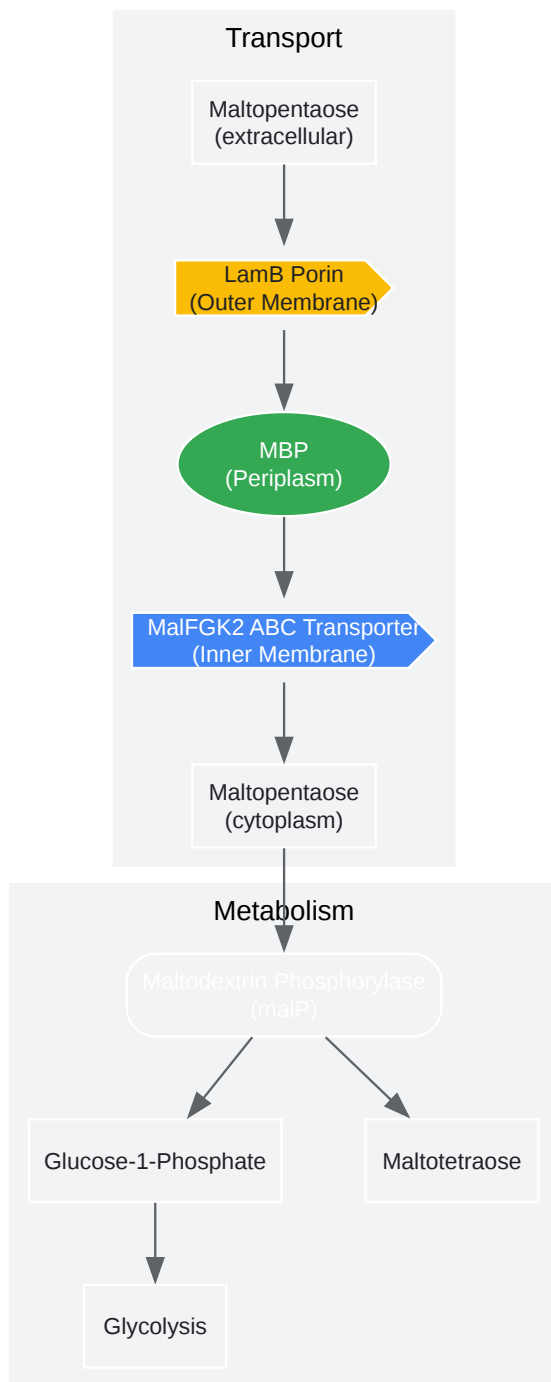 Transport
Maltopentaose
(extracellular)
LamB Porin
(Outer Membrane)
MBP
(Periplasm)
MalFGK2 ABC Transporter
(Inner Membrane)
Maltopentaose
(cytoplasm)
Metabolism
Maltodextrin Phosphorylase
(malP)
Glucose-1-Phosphate
Maltotetraose
Glycolysis